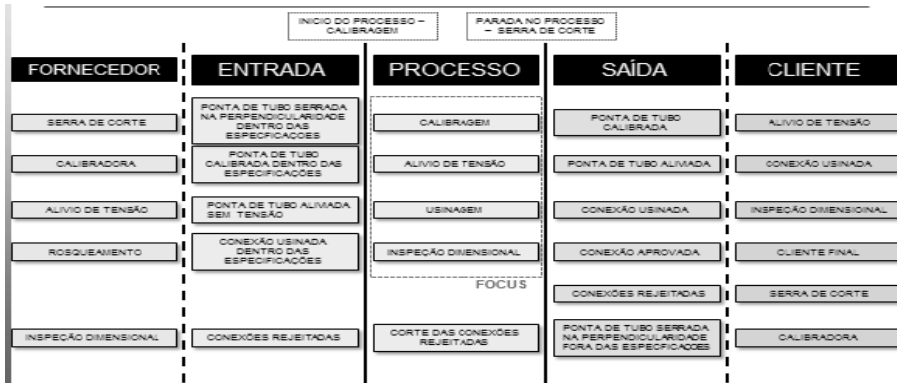 INICIO DO PROCESSO –
CALIBRAGEM
PARADA NO PROCESSO
– SERRA DE CORTE
FORNECEDOR
ENTRADA
PROCESSO
SAÍDA
CLIENTE
SERRA DE CORTE
PONTA DE TUBO SERRADA
NA PERPENDICULARIDADE
DENTRO DAS
ESPECFICAÇOES
CALIBRAGEM
PONTA DE TUBO
CALIBRADA
ALIVIO DE TENSÃO
CALIBRADORA
PONTA DE TUBO
CALIBRADA DENTRO DAS
ESPECIFICAÇÕES
ALIVIO DE TENSÃO
PONTA DE TUBO ALIVIADA
CONEXÃO USINADA
ALIVIO DE TENSÃO
PONTA DE TUBO ALIVIADA
SEM TENSÃO
USINAGEM
CONEXÃO USINADA
INSPEÇÃO DIMENSIOINAL
ROSQUEAMENTO
CONEXÃO USINADA
DENTRO DAS
ESPECIFICAÇÕES
INSPEÇÃO DIMENSIONAL
CONEXÃO APROVADA
CLIENTE FINAL
FOCUS
CONEXÕES REJEITADAS
SERRA DE CORTE
INSPEÇÃO DIMENSIONAL
CONEXÕES REJEITADAS
CORTE DAS CONEXÕES
REJEITADAS
PONTA DE TUBO SERRADA
NA PERPENDICULARIDADE
FORA DAS ESPECFICAÇOES
CALIBRADORA